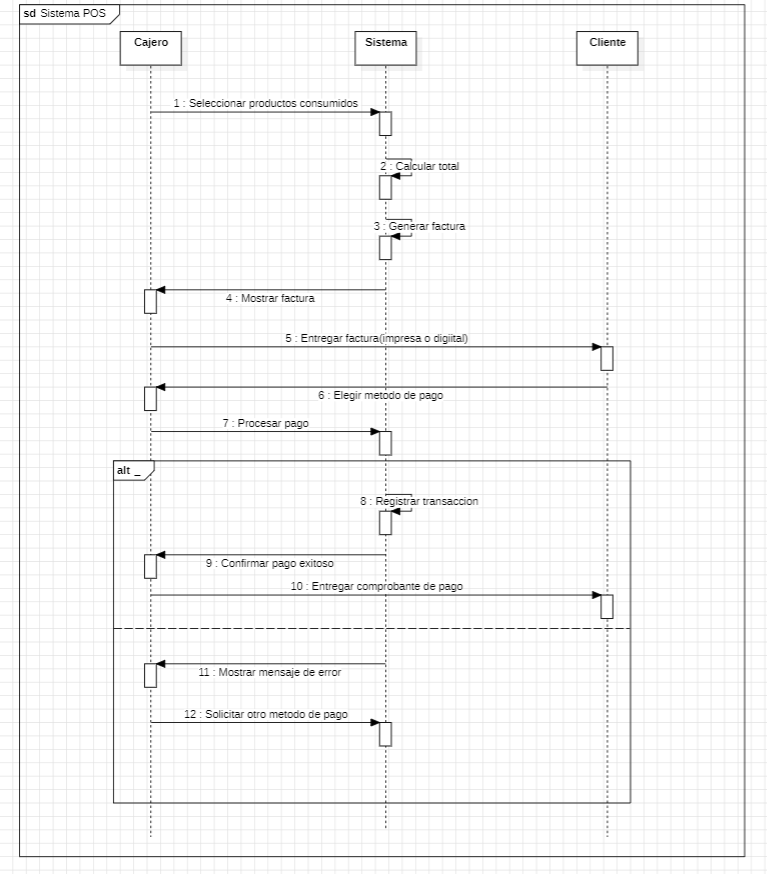 sd Sistema POS
Cajero
Sistema
Cliente
1 : Seleccionar productos consumidos
2 : Calcular total
3 : Generar factura
4 : Mostrar factura
5 : Entregar factura(impresa o digiital)
6 : Elegir metodo de pago
7 : Procesar pago
alt _
8 : Registrar transaccion
9 : Confirmar pago exitoso
10 : Entregar comprobante de pago
11 : Mostrar mensaje de error
12 : Solicitar otro metodo de pago